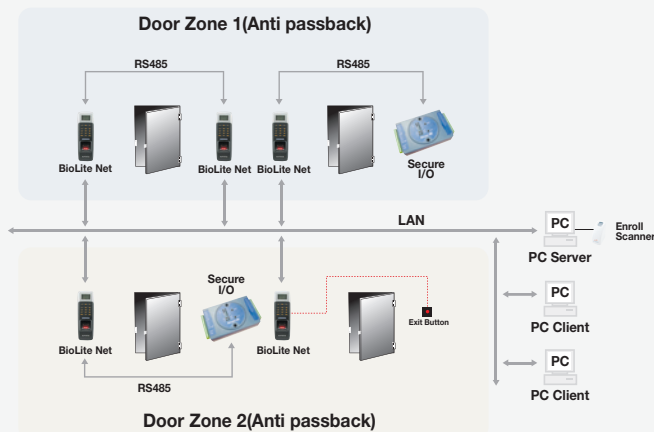 Door Zone 1(Anti passback)
RS485
RS485
BioLite Net
BioLite Net
BioLite Net
Secure
I/O
LAN
PC
Enroll
Scanner
PC Server
Secure
I/O
PC
PC Client
Exit Button
BioLite Net
BioLite Net
RS485
PC
PC Client
Door Zone 2(Anti passback)